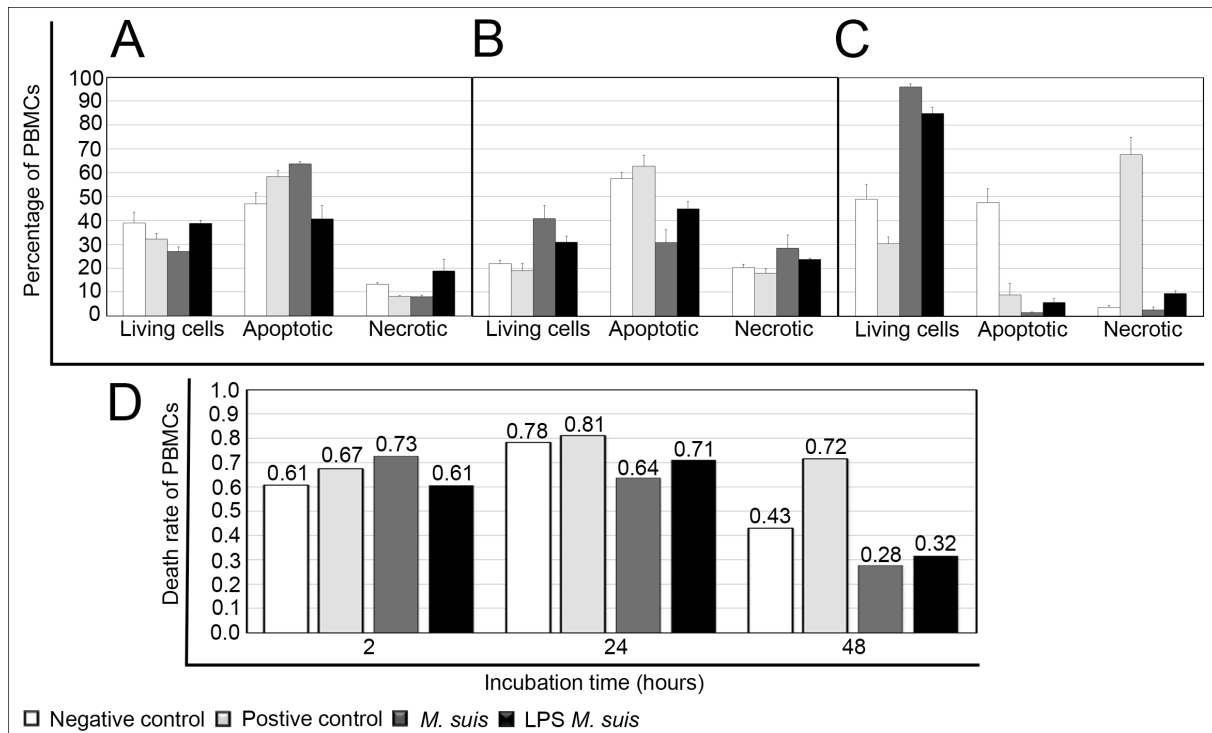 A B C
Percentage of PBMCs
100
90
80
70
60
50
40
30
20
10
0
Living cells Apoptotic Necrotic Living cells Apoptotic Necrotic Living cells Apoptotic Necrotic
D
Death rate of PBMCs
1.0
0.9
0.8
0.7
0.6
0.5
0.4
0.3
0.2
0.1
0.0
0.61 0.67 0.73 0.61 0.78 0.81 0.64 0.71 0.43 0.72 0.28 0.32
2 24 48
Incubation time (hours)
Negative control Postive control M. suis LPS M. suis